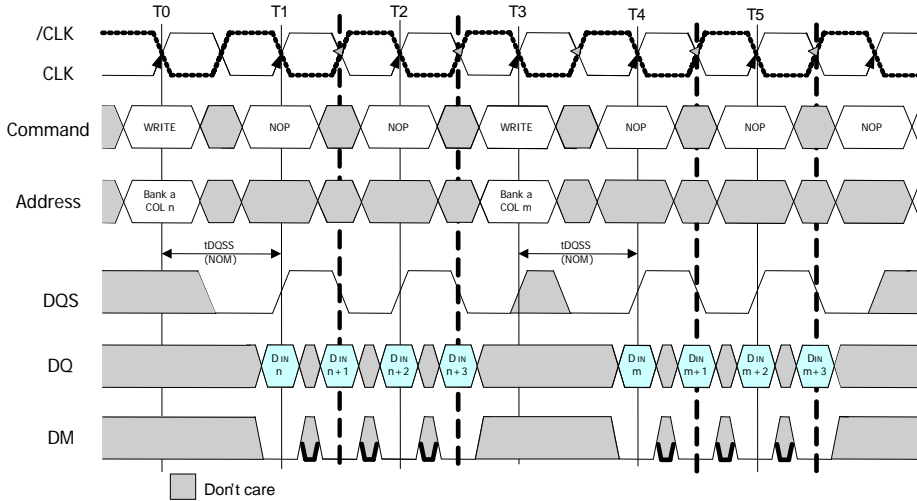 T0 T1 T2 T3 T4 T5
/CLK
CLK
Command WRITE NOP NOP WRITE NOP NOP NOP
Address Bank a COL n Bank a COL m
tDQSS (NOM) tDQSS (NOM)
DQS
DQ D IN n D IN n+1 D IN n+2 D IN n+3 D IN m DIN m+1 D IN m+2 DIN m+3
DM
Don't care